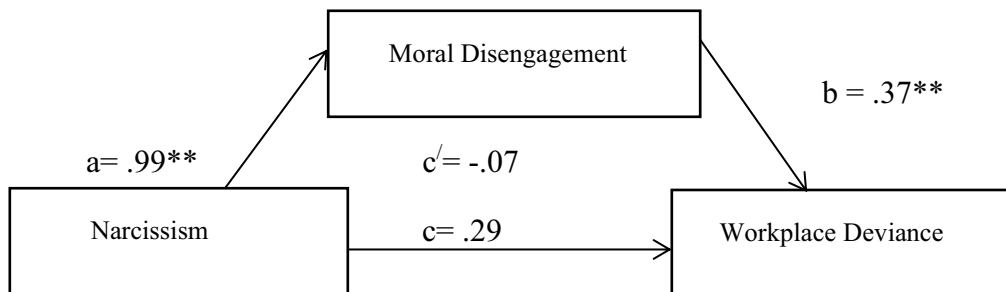 Moral Disengagement
b = .37**
a= .99**
c/= -.07
Narcissism
c= .29
Workplace Deviance